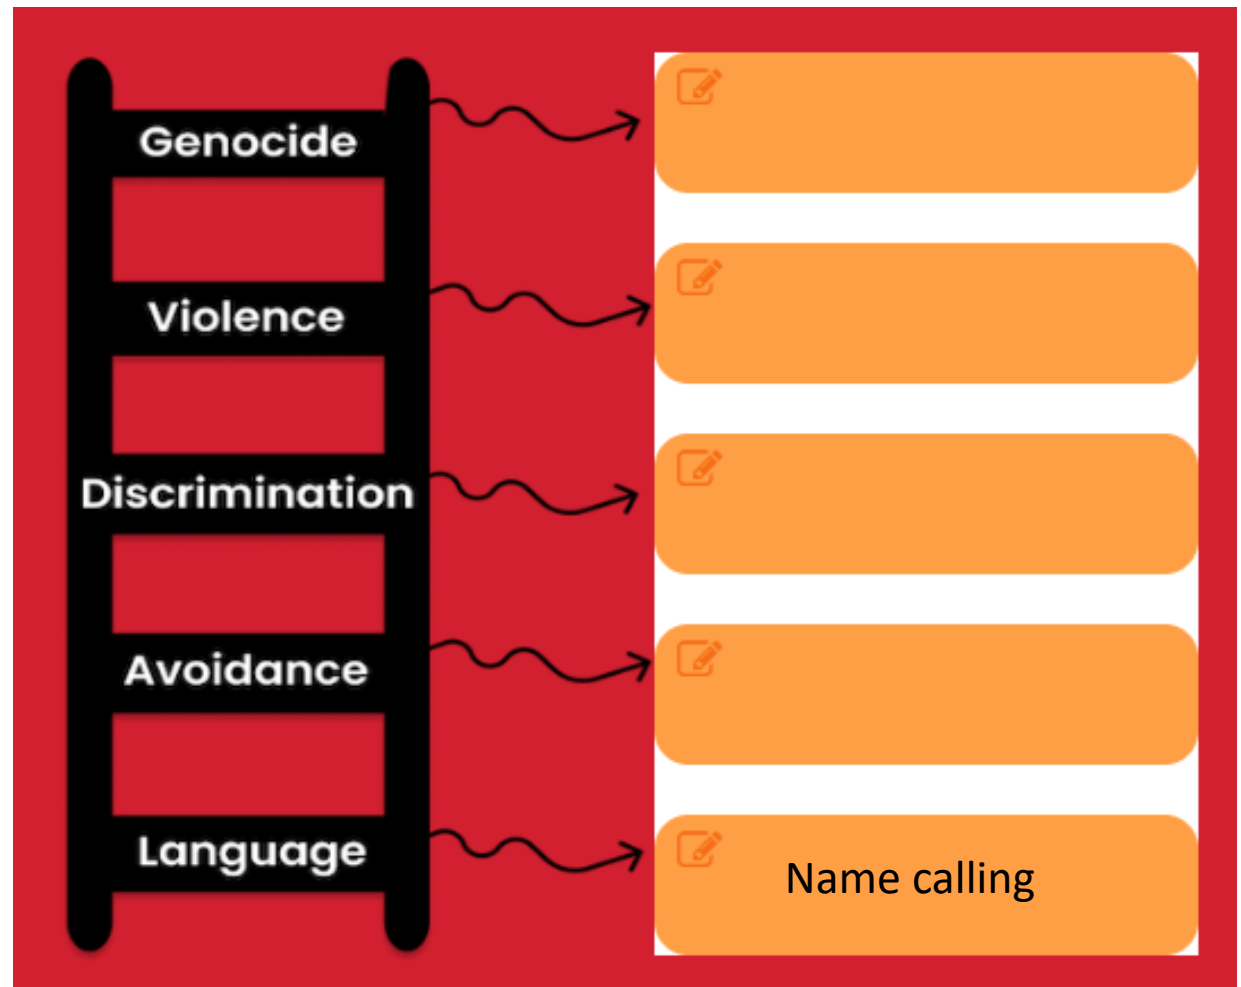 Genocide
Violence
Discrimination
Avoidance
Language
Name calling